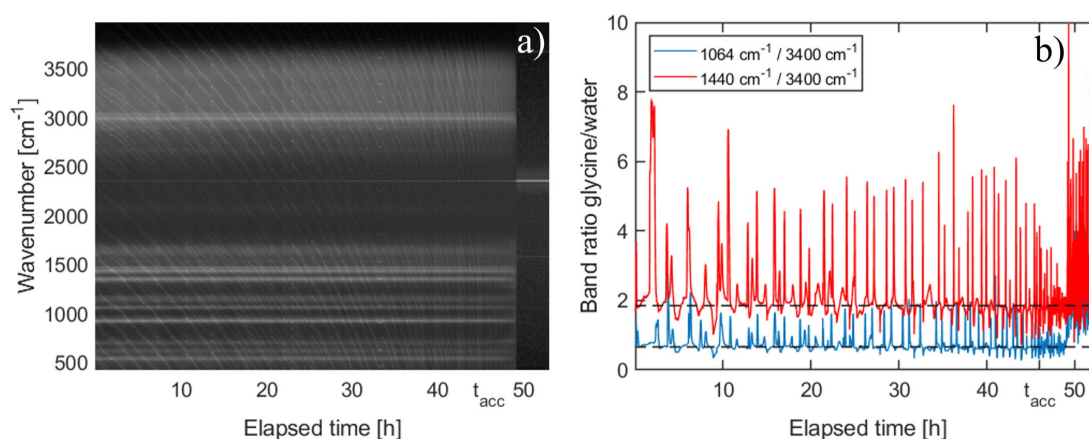 a)
Wavenumber [cm⁻¹]
3500
3000
2500
2000
1500
1000
500
10
20
30
40
t_acc
50
Elapsed time [h]
b)
1064 cm⁻¹ / 3400 cm⁻¹
1440 cm⁻¹ / 3400 cm⁻¹
Band ratio glycine/water
10
8
6
4
2
0
0
10
20
30
40
t_acc
50
Elapsed time [h]